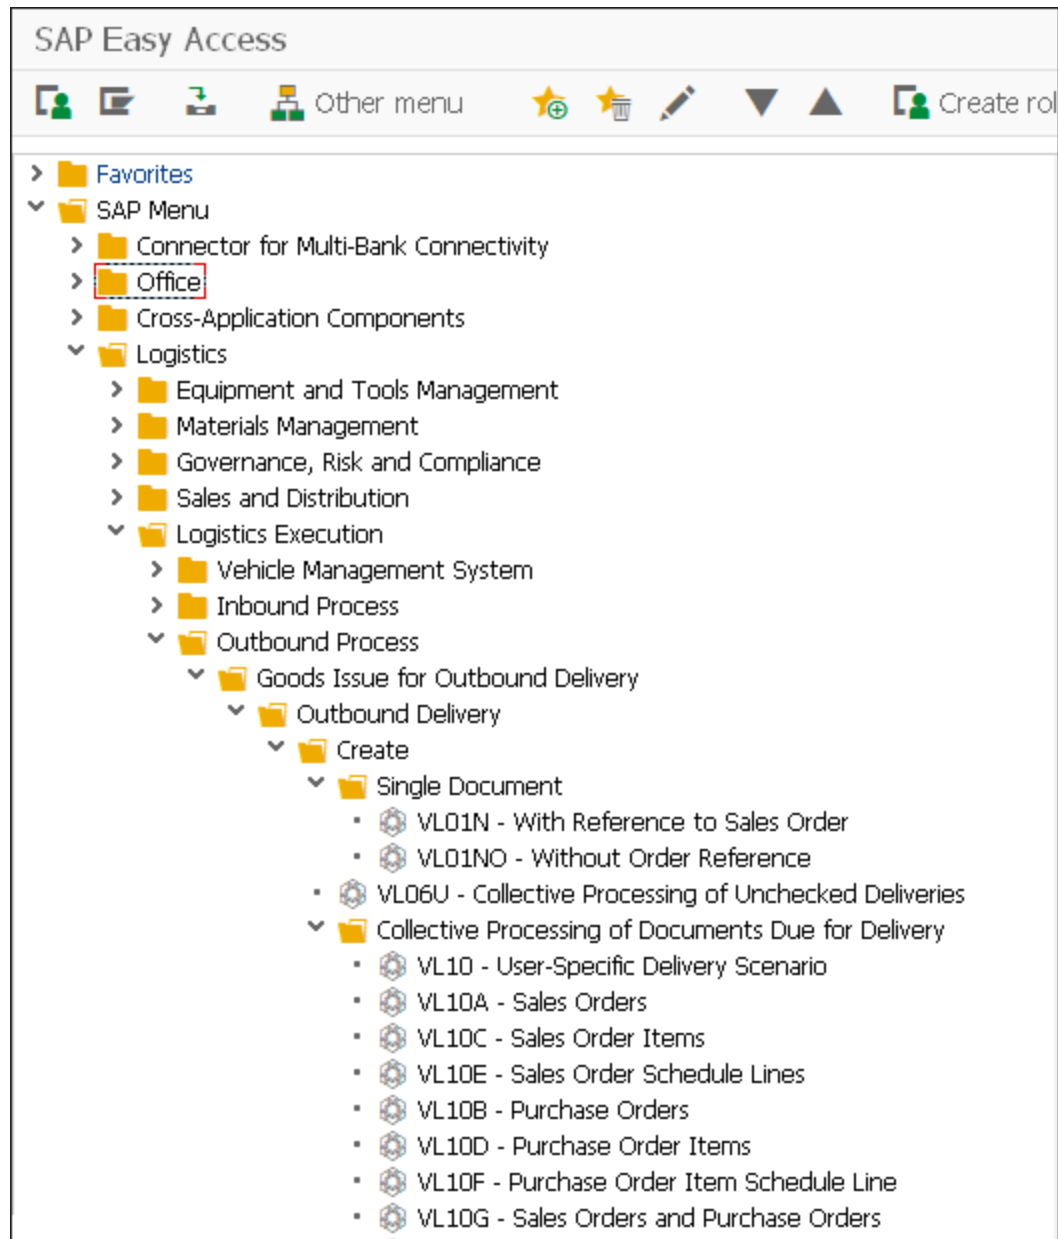 SAP Easy Access
Other menu
Create rol
Favorites
SAP Menu
Connector for Multi-Bank Connectivity
Office
Cross-Application Components
Logistics
Equipment and Tools Management
Materials Management
Governance, Risk and Compliance
Sales and Distribution
Logistics Execution
Vehicle Management System
Inbound Process
Outbound Process
Goods Issue for Outbound Delivery
Outbound Delivery
Create
Single Document
VL01N - With Reference to Sales Order
VL01NO - Without Order Reference
VL06U - Collective Processing of Unchecked Deliveries
Collective Processing of Documents Due for Delivery
VL10 - User-Specific Delivery Scenario
VL10A - Sales Orders
VL10C - Sales Order Items
VL10E - Sales Order Schedule Lines
VL10B - Purchase Orders
VL10D - Purchase Order Items
VL10F - Purchase Order Item Schedule Line
VL10G - Sales Orders and Purchase Orders